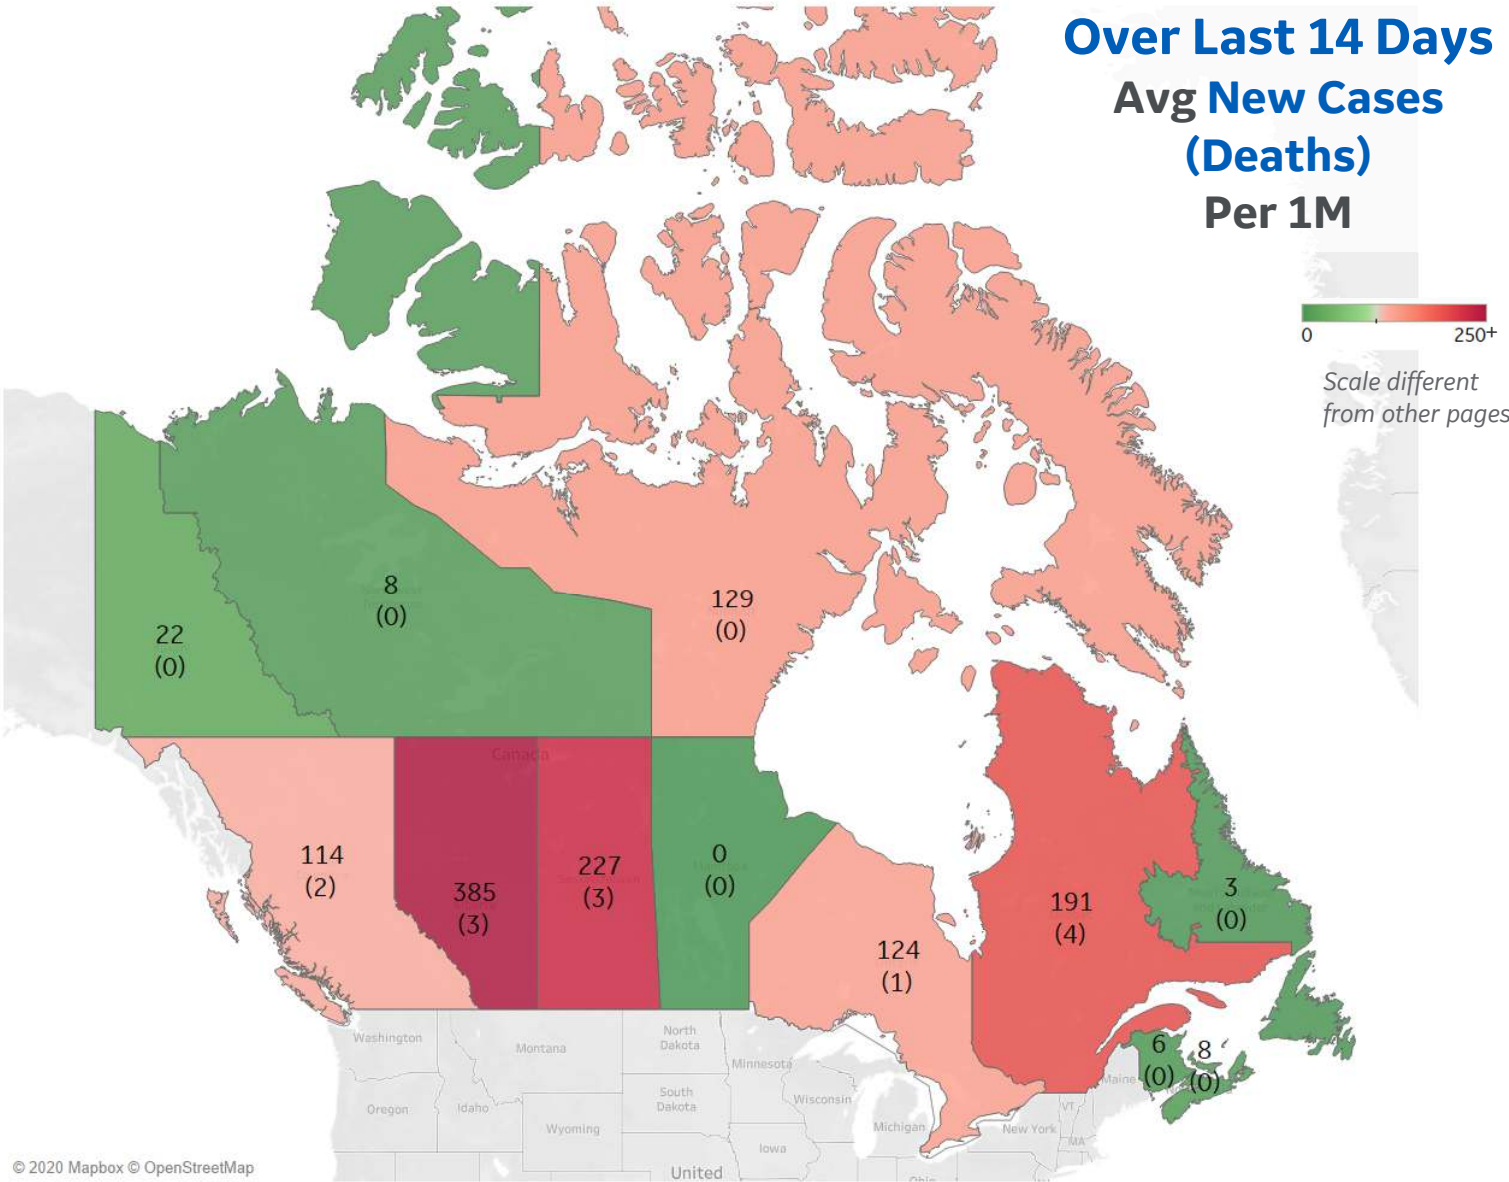 Over Last 14 Days
Avg New Cases
(Deaths)
Per 1M
0
250+
Scale different
from other pages
8
(0)
129
(0)
22
(0)
Canada
114
(2)
385
(3)
227
(3)
0
(0)
124
(1)
191
(4)
3
(0)
6
(0)
8
(0)
Washington
Montana
North
Dakota
Minnesota
Oregon
Idaho
South
Dakota
Wisconsin
Wyoming
Michigan
New York
Maine
VT
MA
Iowa
United
Ohio
© 2020 Mapbox © OpenStreetMap